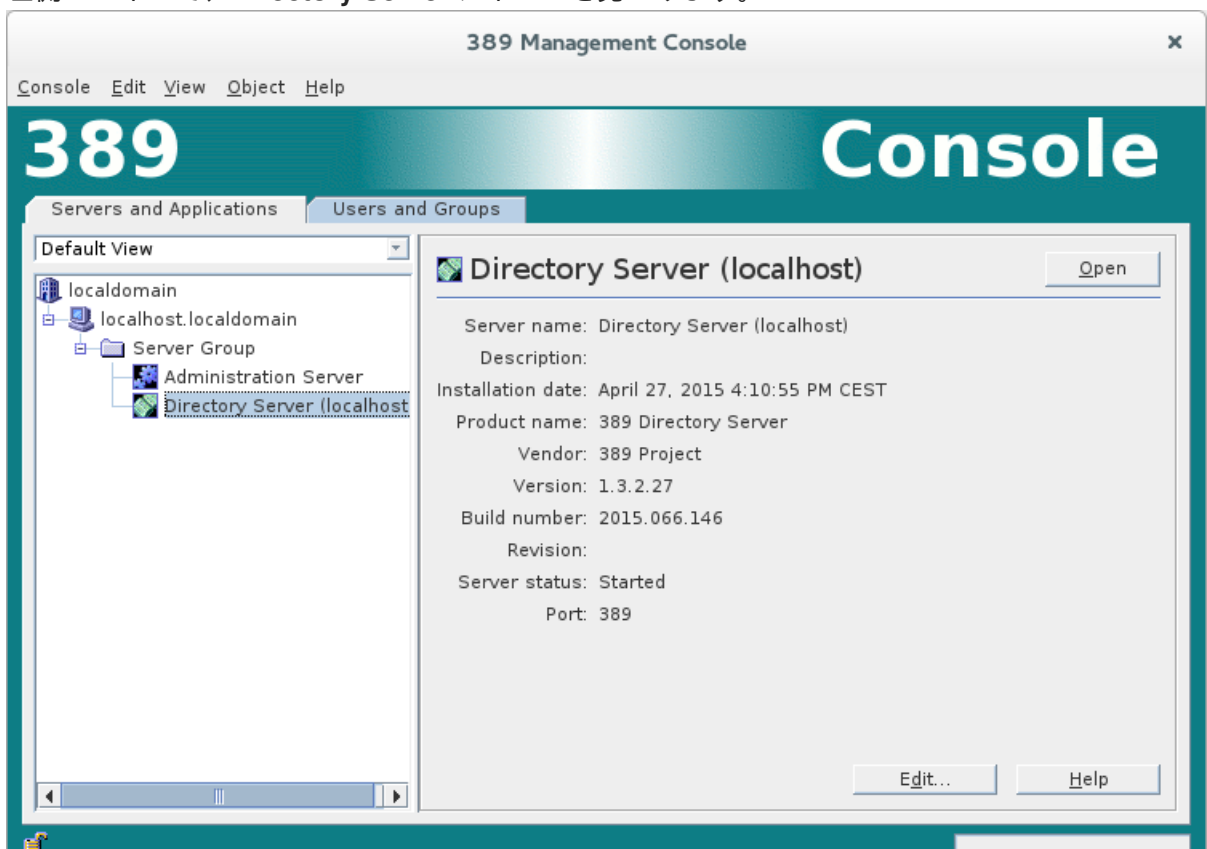 389 Management Console
Console Edit View Object Help
389 Console
Servers and Applications Users and Groups
Default View
localdomain
localhost.localdomain
Server Group
Administration Server
Directory Server (localhost
Directory Server (localhost)
Open
Server name: Directory Server (localhost)
Description:
Installation date: April 27, 2015 4:10:55 PM CEST
Product name: 389 Directory Server
Vendor: 389 Project
Version: 1.3.2.27
Build number: 2015.066.146
Revision:
Server status: Started
Port: 389
Edit...
Help